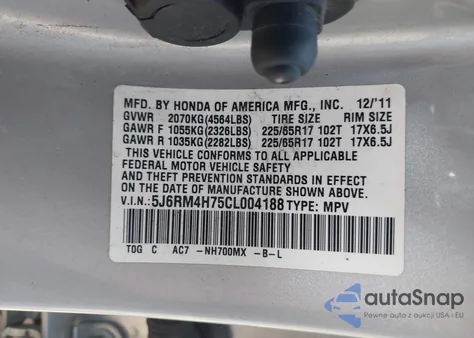 MFD. BY HONDA OF AMERICA MFG., INC. 12/'11
GVWR 2070KG(4564LBS) TIRE SIZE RIM SIZE
GAWR F 1055KG(2326LBS) 225/65R17 102T 17X6.5J
GAWR R 1035KG(2282LBS) 225/65R17 102T 17X6.5J
THIS VEHICLE CONFORMS TO ALL APPLICABLE
FEDERAL MOTOR VEHICLE SAFETY
AND THEFT PREVENTION STANDARDS IN EFFECT
ON THE DATE OF MANUFACTURE SHOWN ABOVE.
V.I.N.: 5J6RM4H75CL004188 TYPE: MPV
TOG C AC7 -NH700MX -B-L
autoSnap
Pewne auta z aukcji USA i EU